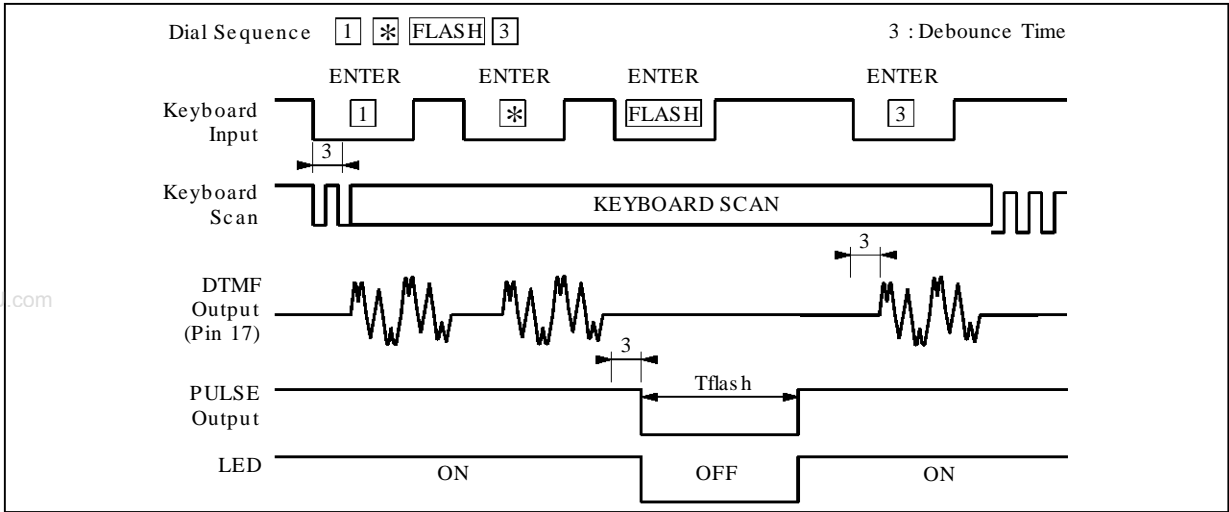 Dial Sequence 1 * FLASH 3
3 : Debounce Time
ENTER ENTER ENTER ENTER
Keyboard Input
1 * FLASH 3
3
Keyboard Scan
KEYBOARD SCAN
3
DTMF Output (Pin 17)
3
PULSE Output
Tflash
LED
ON OFF ON
J.com